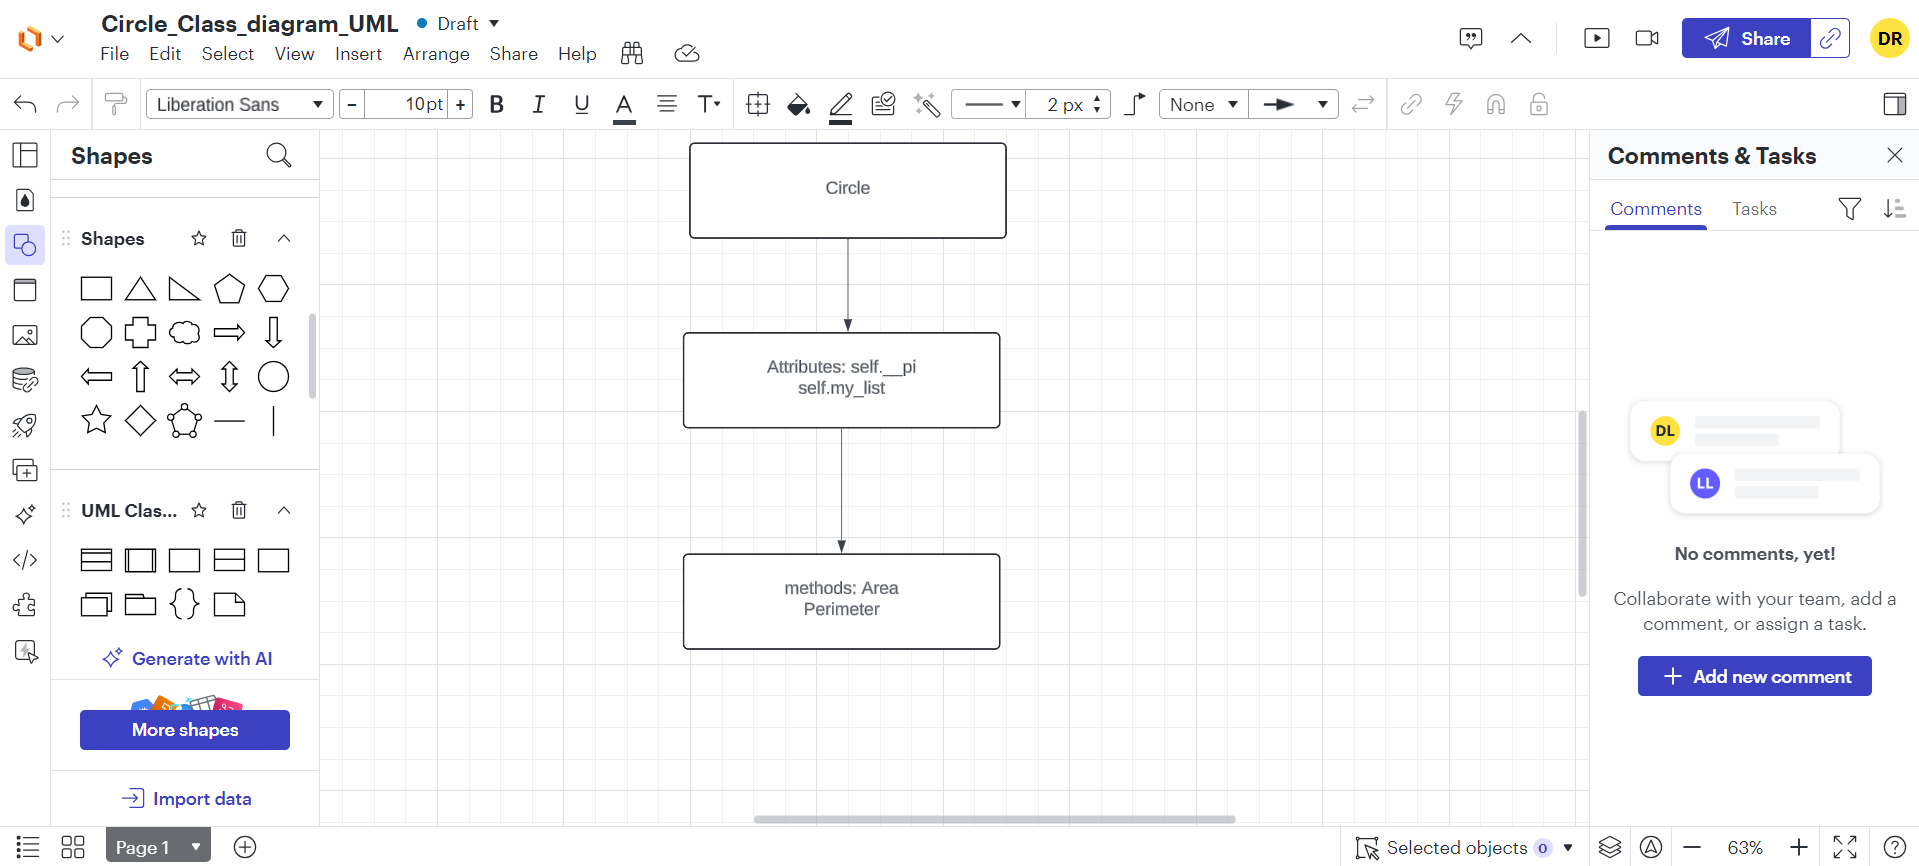 Circle_Class_diagram_UML
Draft
File Edit Select View Insert Arrange Share Help
Share
DR
Liberation Sans
- 10 pt +
B I U A T
2 px
None
Shapes
Shapes
UML Clas...
Generate with AI
More shapes
Import data
Circle
Attributes: self.__pi
self.my_list
methods: Area
Perimeter
Comments & Tasks
Comments Tasks
DL
LL
No comments, yet!
Collaborate with your team, add a
comment, or assign a task.
+ Add new comment
Page 1
Selected objects 0
63%